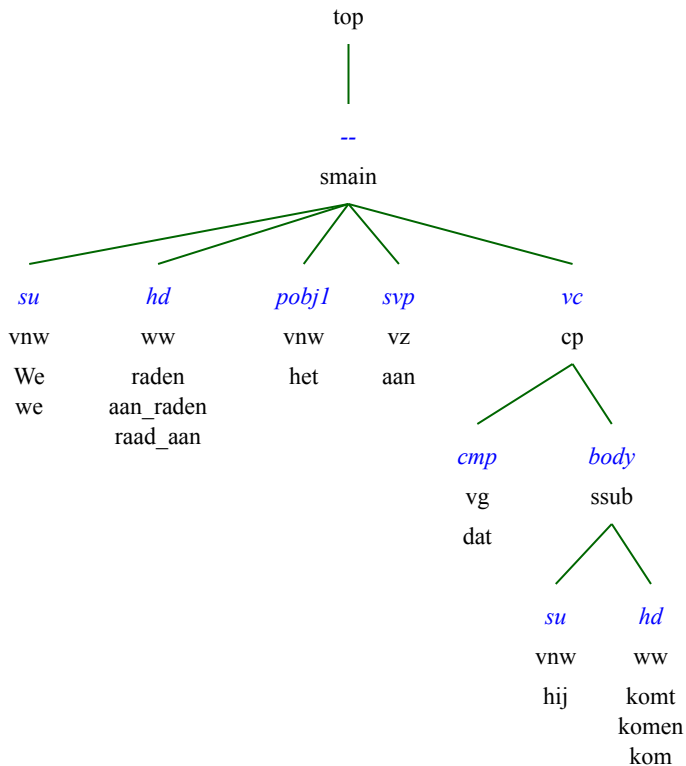 top
--
smain
su hd pobj1 svp vc
vnw ww vnw vz cp
We raden het aan
we aan_raden
raad_aan
cmp body
vg ssub
dat
su hd
vnw ww
hij komt
komen
kom